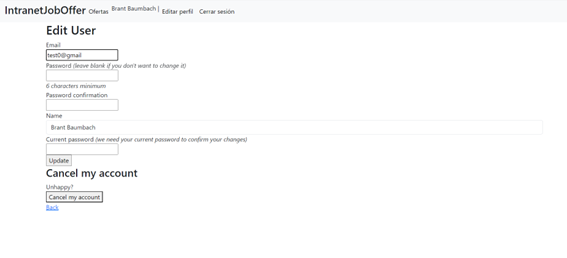 IntranetJobOffer Ofertas Brant Baumbach | Editar perfil Cerrar sesión
Edit User
Email
test0@gmail
Password (leave blank if you don't want to change it)
6 characters minimum
Password confirmation
Name
Brant Baumbach
Current password (we need your current password to confirm your changes)
Update
Cancel my account
Unhappy?
Cancel my account
Back